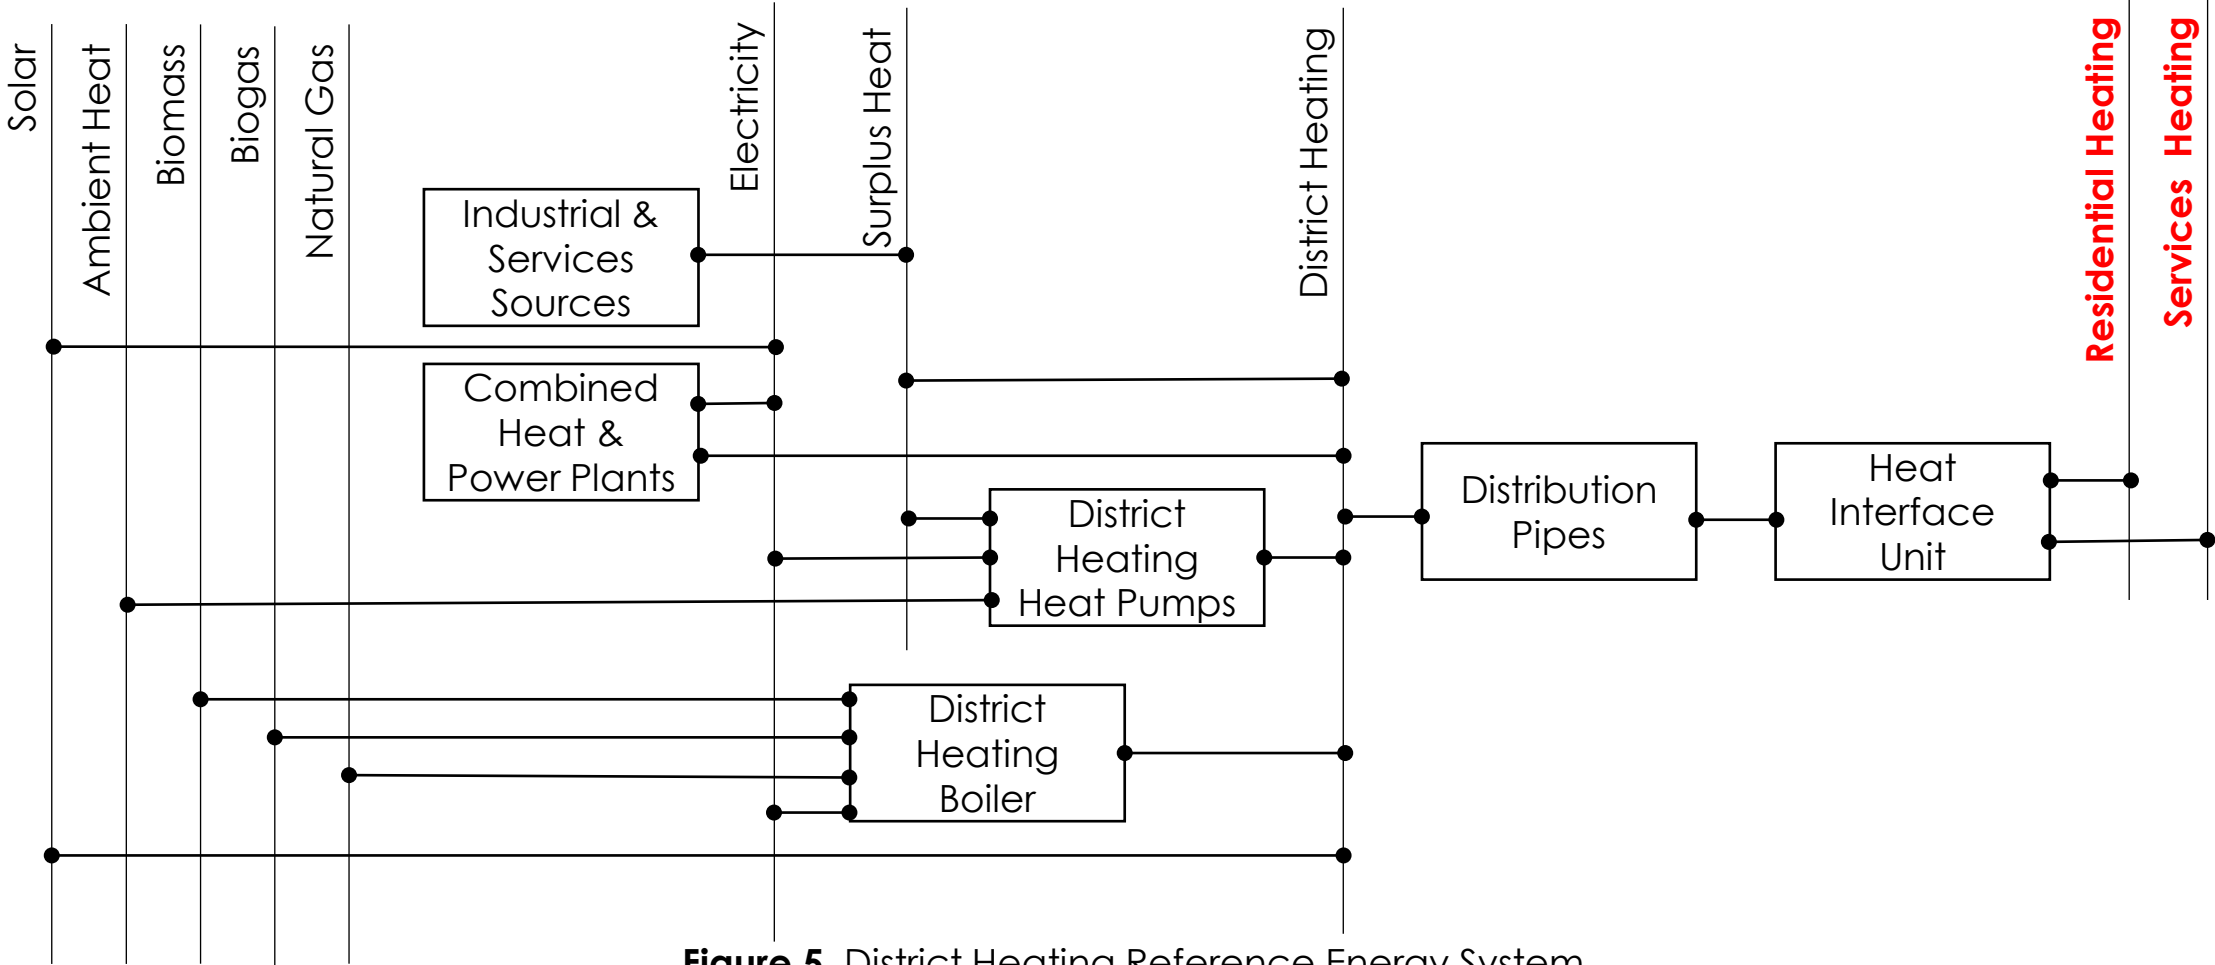 Solar
Ambient Heat
Biomass
Biogas
Natural Gas
Electricity
Surplus Heat
District Heating
Residential Heating
Services Heating
Industrial &
Services
Sources
Combined
Heat &
Power Plants
District
Heating
Heat Pumps
Distribution
Pipes
Heat
Interface
Unit
District
Heating
Boiler
Figure 5 District Heating Reference Energy System